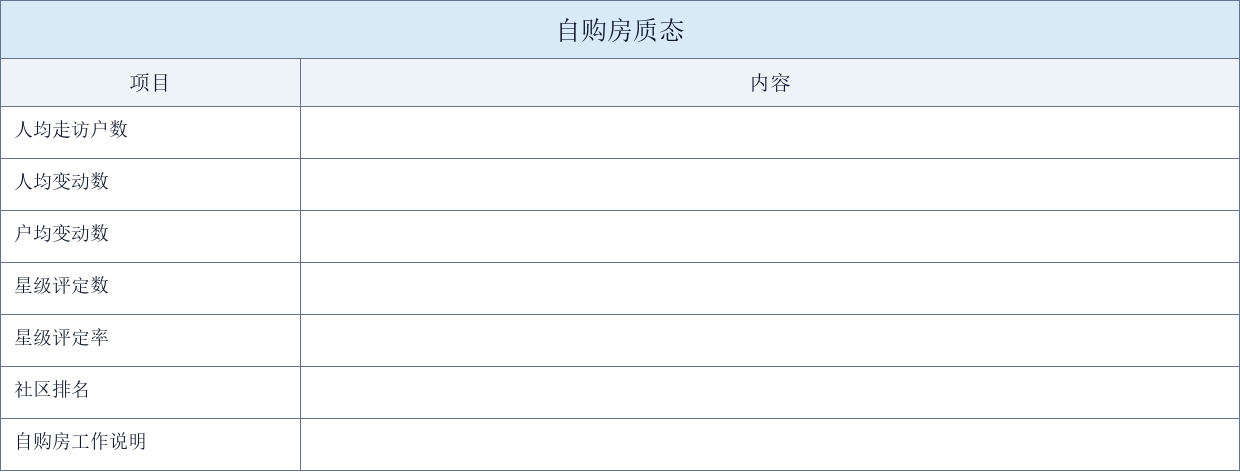 自购房质态
项目 内容
人均走访户数
人均变动数
户均变动数
星级评定数
星级评定率
社区排名
自购房工作说明